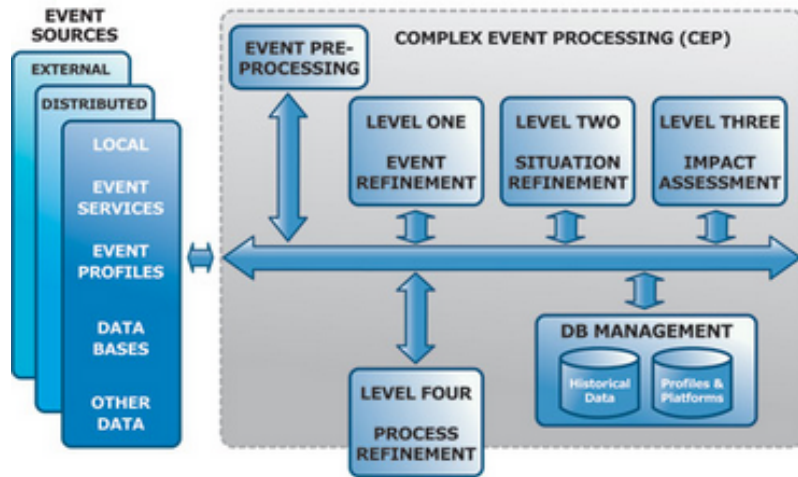 EVENT
SOURCES
EXTERNAL
DISTRIBUTED
LOCAL
EVENT
SERVICES
EVENT
PROFILES
DATA
BASES
OTHER
DATA
COMPLEX EVENT PROCESSING (CEP)
EVENT PRE-
PROCESSING
LEVEL ONE
EVENT
REFINEMENT
LEVEL TWO
SITUATION
REFINEMENT
LEVEL THREE
IMPACT
ASSESSMENT
DB MANAGEMENT
Historical
Data
Profiles &
Platforms
LEVEL FOUR
PROCESS
REFINEMENT